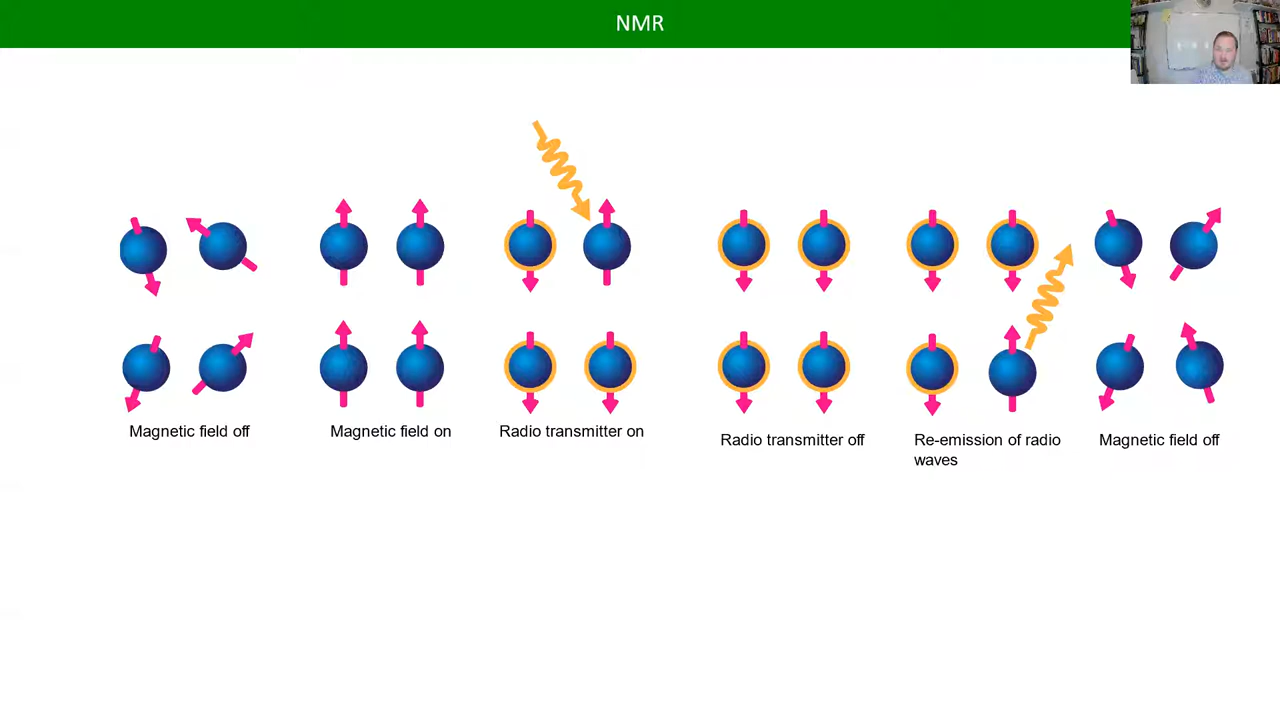 NMR
Magnetic field off
Magnetic field on
Radio transmitter on
Radio transmitter off
Re-emission of radio
waves
Magnetic field off